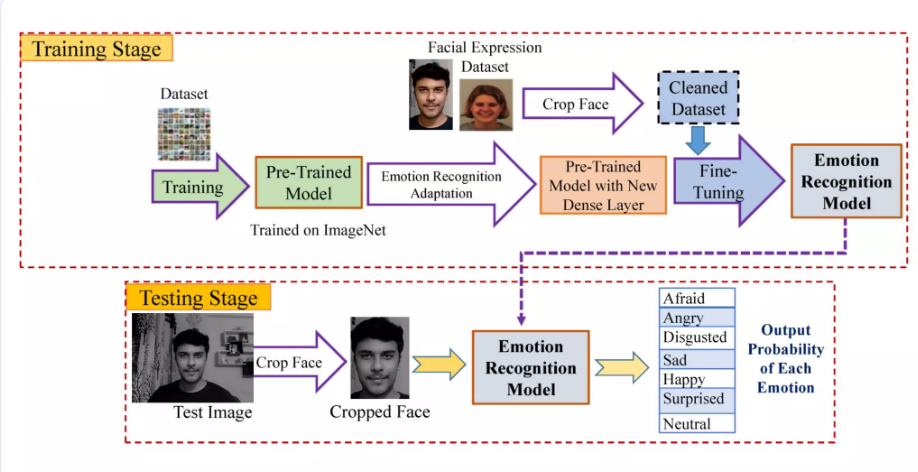 Training Stage
Facial Expression
Dataset
Dataset
Crop Face
Cleaned
Dataset
Training
Pre-Trained
Model
Emotion Recognition
Adaptation
Pre-Trained
Model with New
Dense Layer
Fine-
Tuning
Emotion
Recognition
Model
Trained on ImageNet
Testing Stage
Test Image
Crop Face
Cropped Face
Emotion
Recognition
Model
Afraid
Angry
Disgusted
Sad
Happy
Surprised
Neutral
Output
Probability
of Each
Emotion